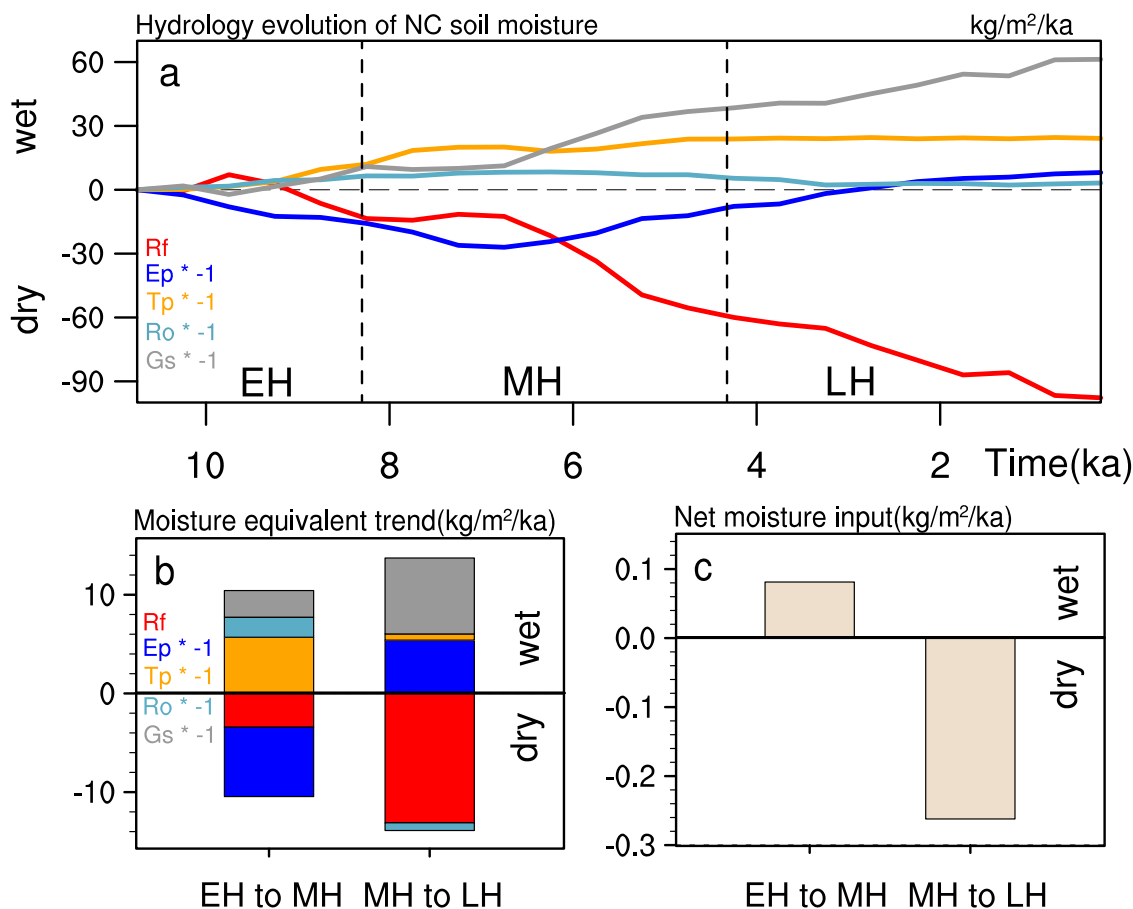 Hydrology evolution of NC soil moisture kg/m²/ka
a
60
30
0
-30
-60
-90
wet
dry
Rf
Ep * -1
Tp * -1
Ro * -1
Gs * -1
EH MH LH
10 8 6 4 2 Time(ka)
Moisture equivalent trend(kg/m²/ka)
b
10
0
-10
Rf
Ep * -1
Tp * -1
Ro * -1
Gs * -1
wet
dry
EH to MH MH to LH
Net moisture input(kg/m²/ka)
c
0.1
0.0
-0.1
-0.2
-0.3
wet
dry
EH to MH MH to LH